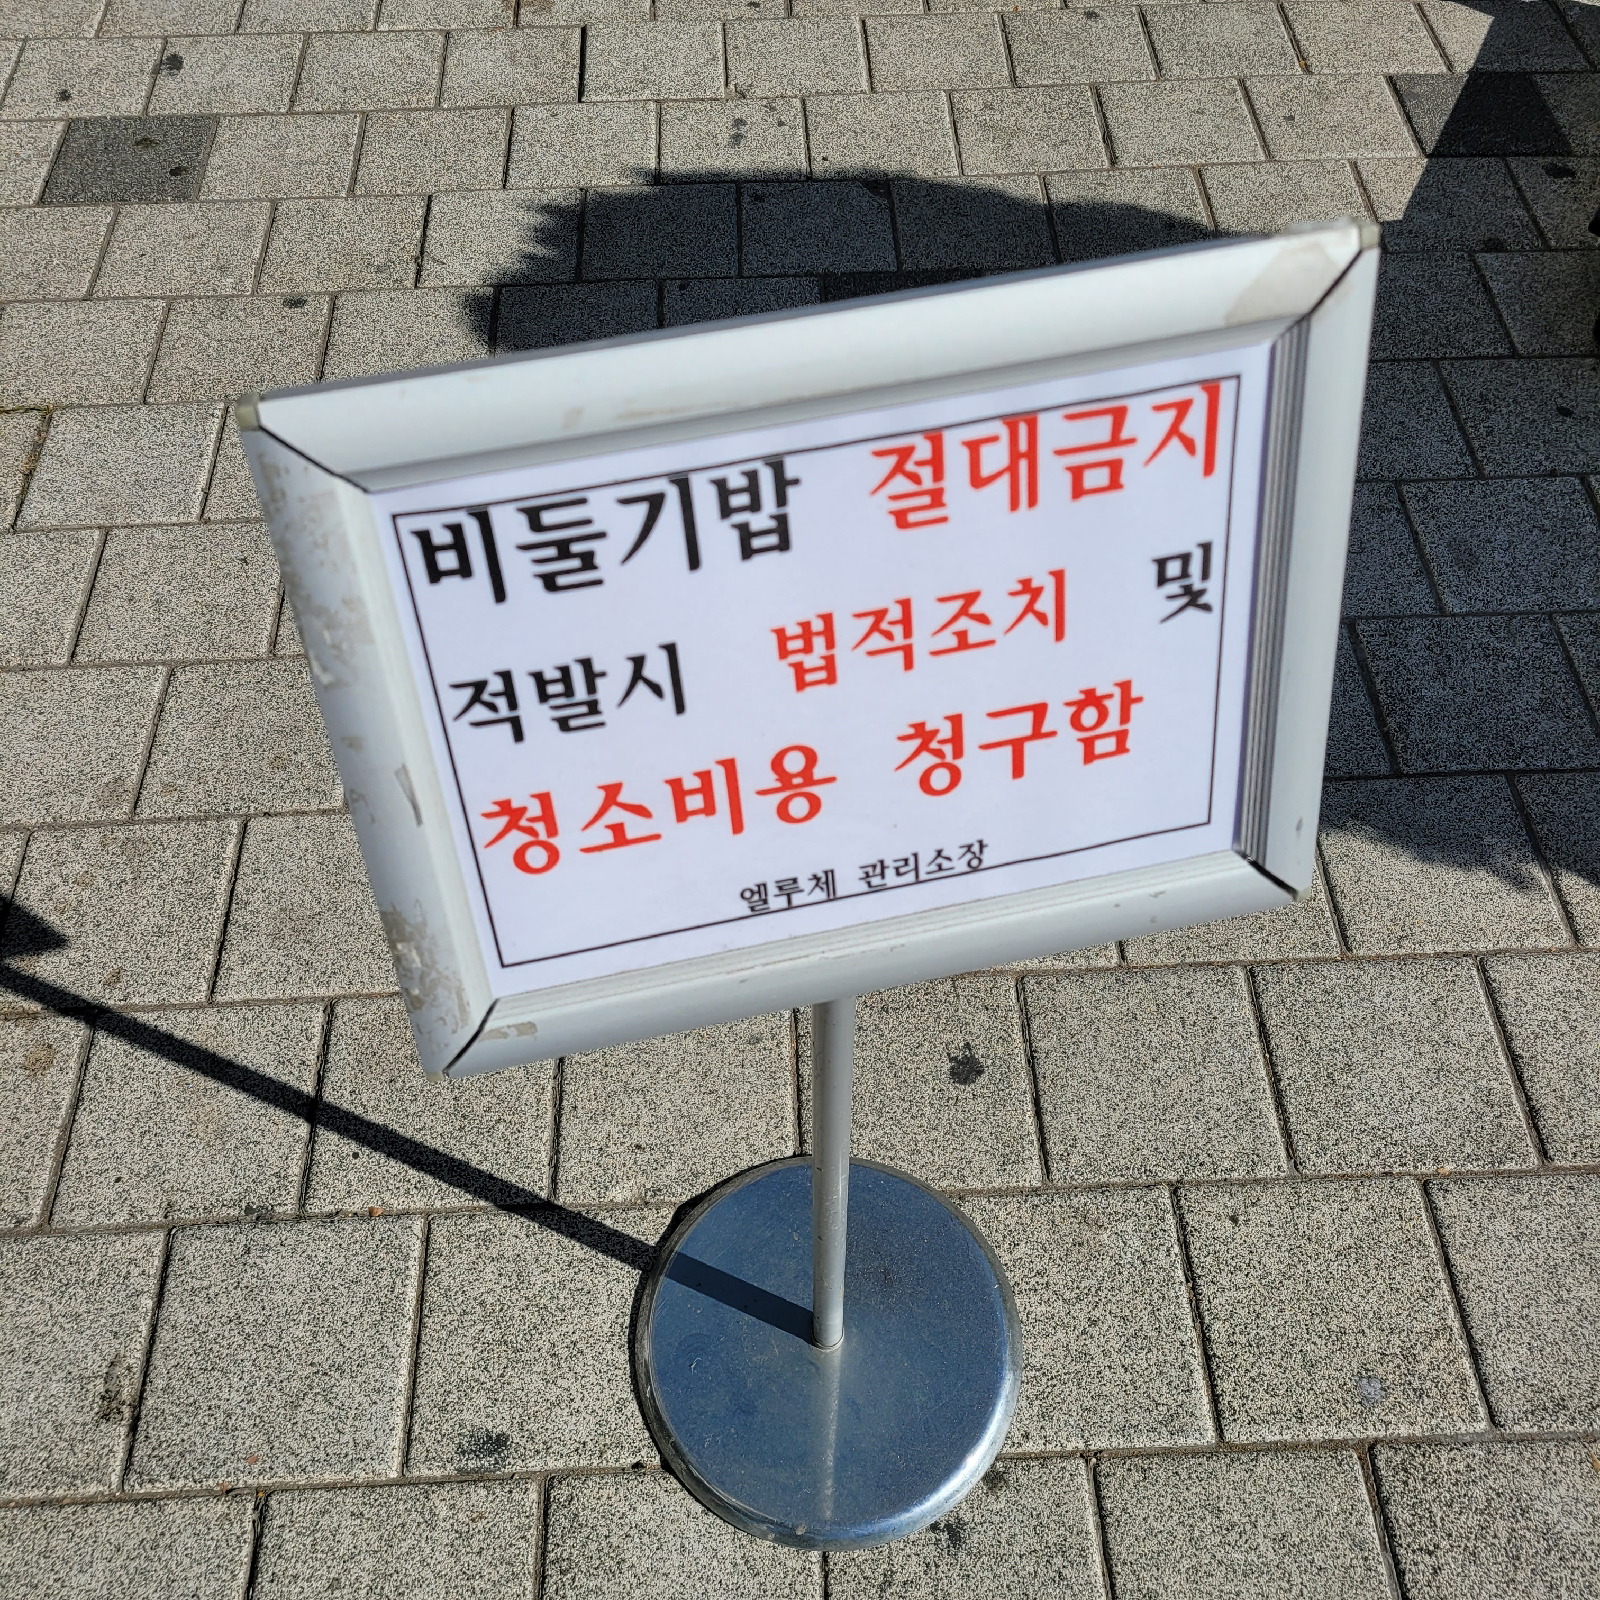 비둘기밥 절대금지
적발시 법적조치 및
청소비용 청구함
엘루체 관리소장